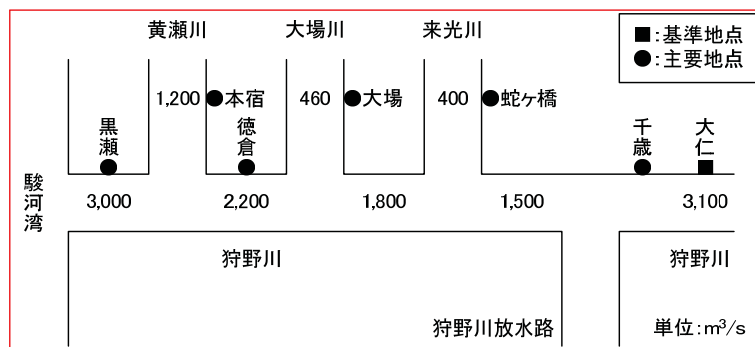 黄瀬川 大場川 来光川
■:基準地点
●:主要地点
1,200 本宿 460 大場 400 蛇ヶ橋
黒瀬 徳倉 千歳 大仁
駿河湾
3,000 2,200 1,800 1,500 3,100
狩野川 狩野川
狩野川放水路 単位:m³/s